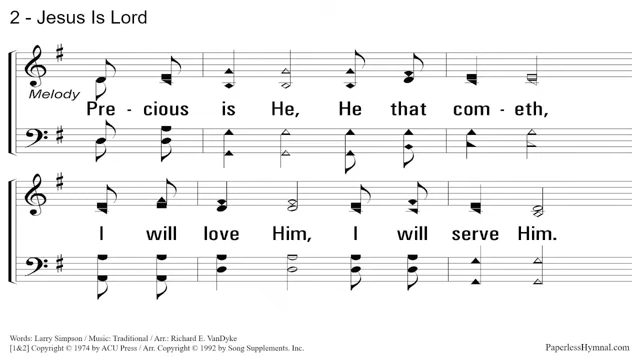 2 - Jesus Is Lord
Melody
Pre - cious is He, He that com - eth,
I will love Him, I will serve Him.
Words: Larry Simpson / Music: Traditional / Arr.: Richard E. VanDyke
[1&2] Copyright © 1974 by ACU Press / Arr. Copyright © 1992 by Song Supplements. Inc.
PaperlessHymnal.com